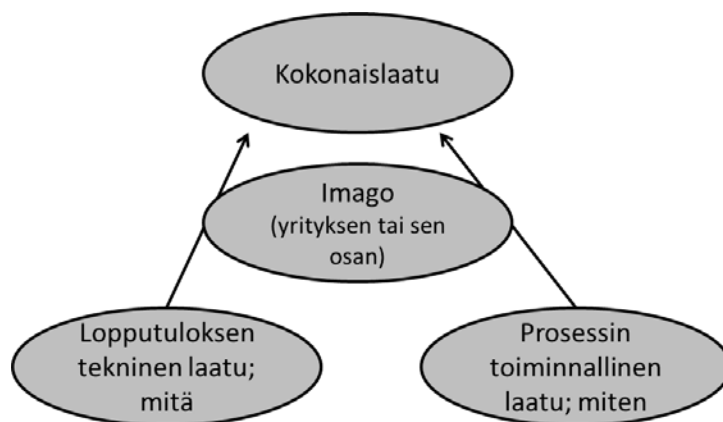 Kokonaislaatu
Imago
(yrityksen tai sen
osan)
Lopputuloksen
tekninen laatu;
mitä
Prosessin
toiminnallinen
laatu; miten